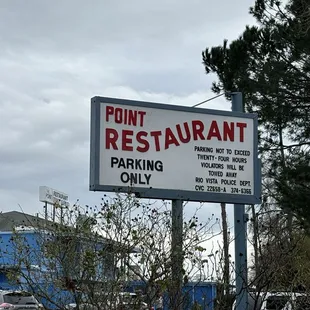 POINT
RESTAURANT
PARKING
ONLY
PARKING NOT TO EXCEED
TWENTY-FOUR HOURS
VIOLATORS WILL BE
TOWED AWAY
RIO VISTA POLICE DEPT.
CVC 22658-A 374-6366